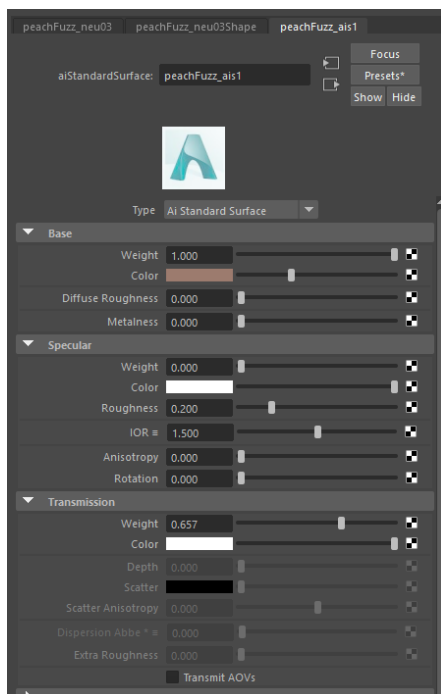 peachFuzz_neu03 peachFuzz_neu03Shape peachFuzz_ais1
Focus
aiStandardSurface: peachFuzz_ais1 Presets*
Show Hide
Type Ai Standard Surface
Base
Weight 1.000
Color
Diffuse Roughness 0.000
Metalness 0.000
Specular
Weight 0.000
Color
Roughness 0.200
IOR 1.500
Anisotropy 0.000
Rotation 0.000
Transmission
Weight 0.657
Color
Depth 0.000
Scatter
Scatter Anisotropy 0.000
Dispersion Abbe * 0.000
Extra Roughness 0.000
Transmit AOVs